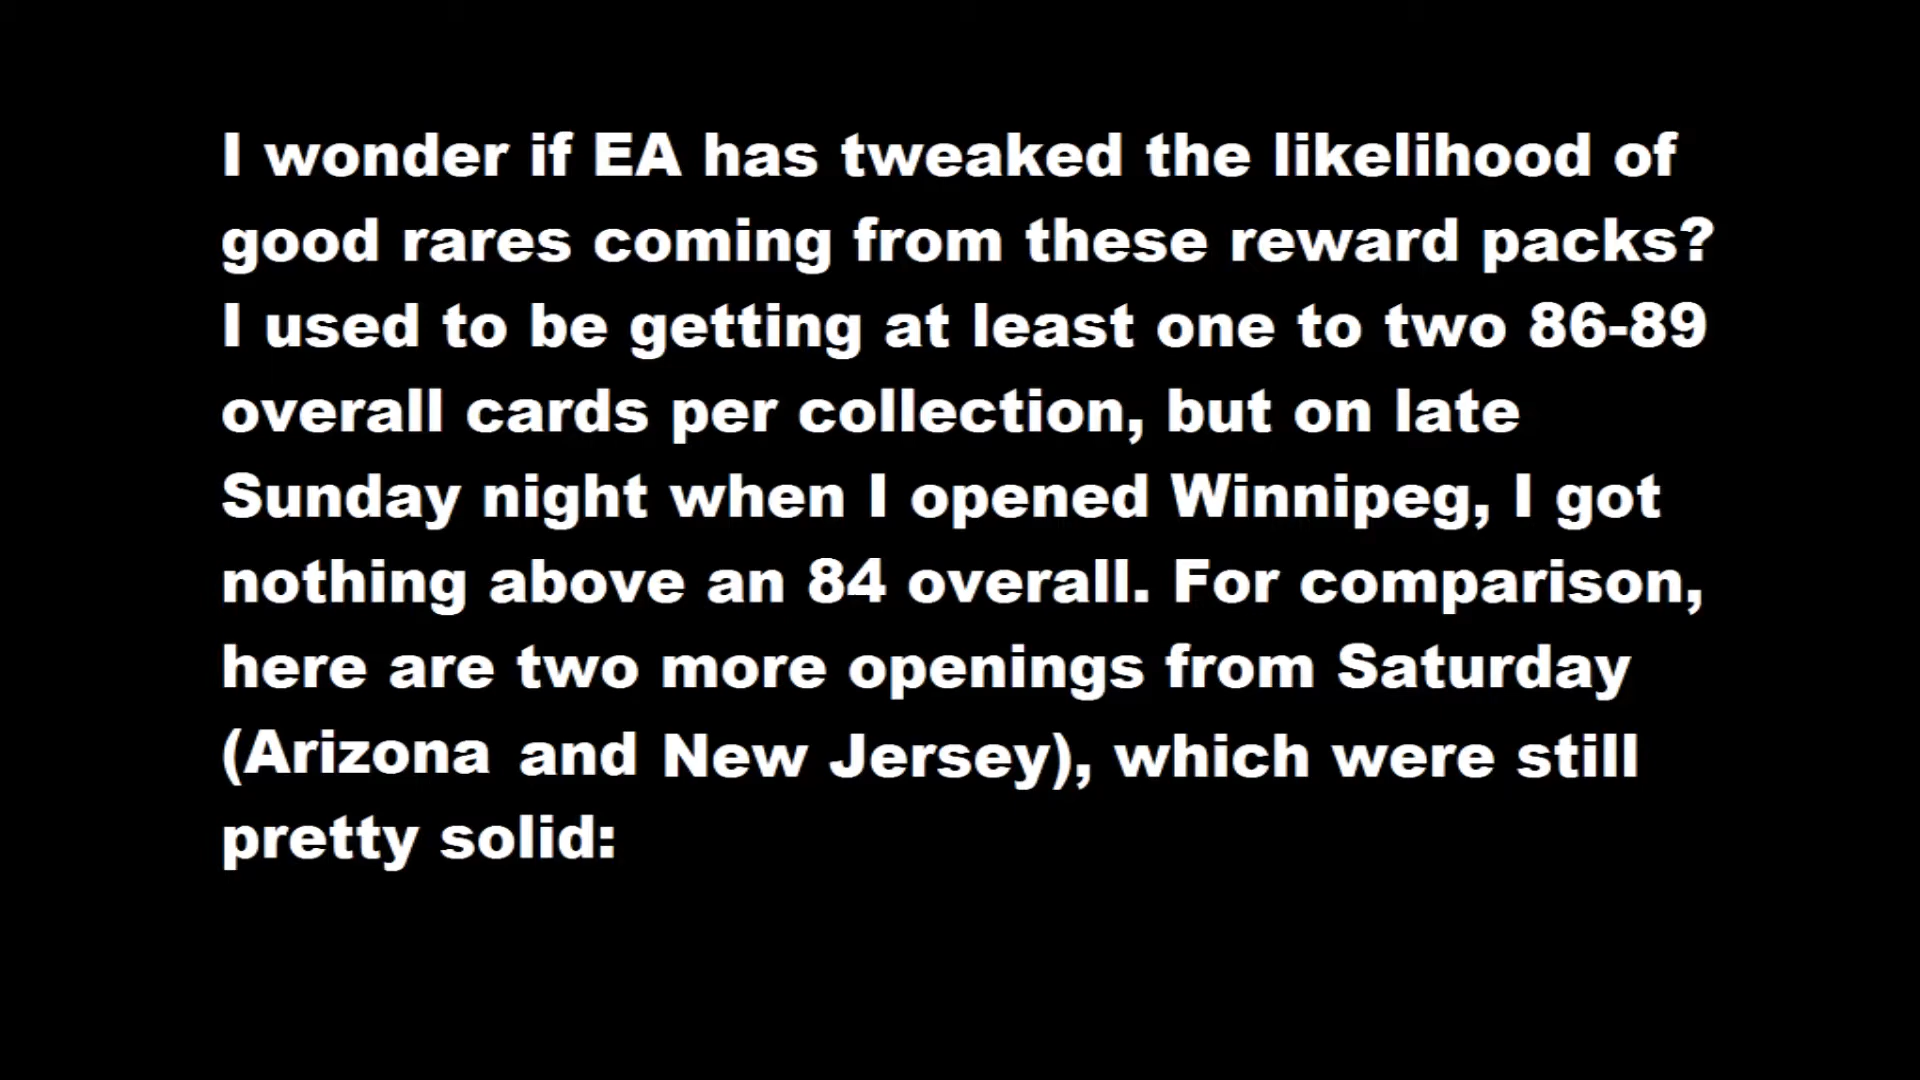 I wonder if EA has tweaked the likelihood of
good rares coming from these reward packs?
I used to be getting at least one to two 86-89
overall cards per collection, but on late
Sunday night when I opened Winnipeg, I got
nothing above an 84 overall. For comparison,
here are two more openings from Saturday
(Arizona and New Jersey), which were still
pretty solid: